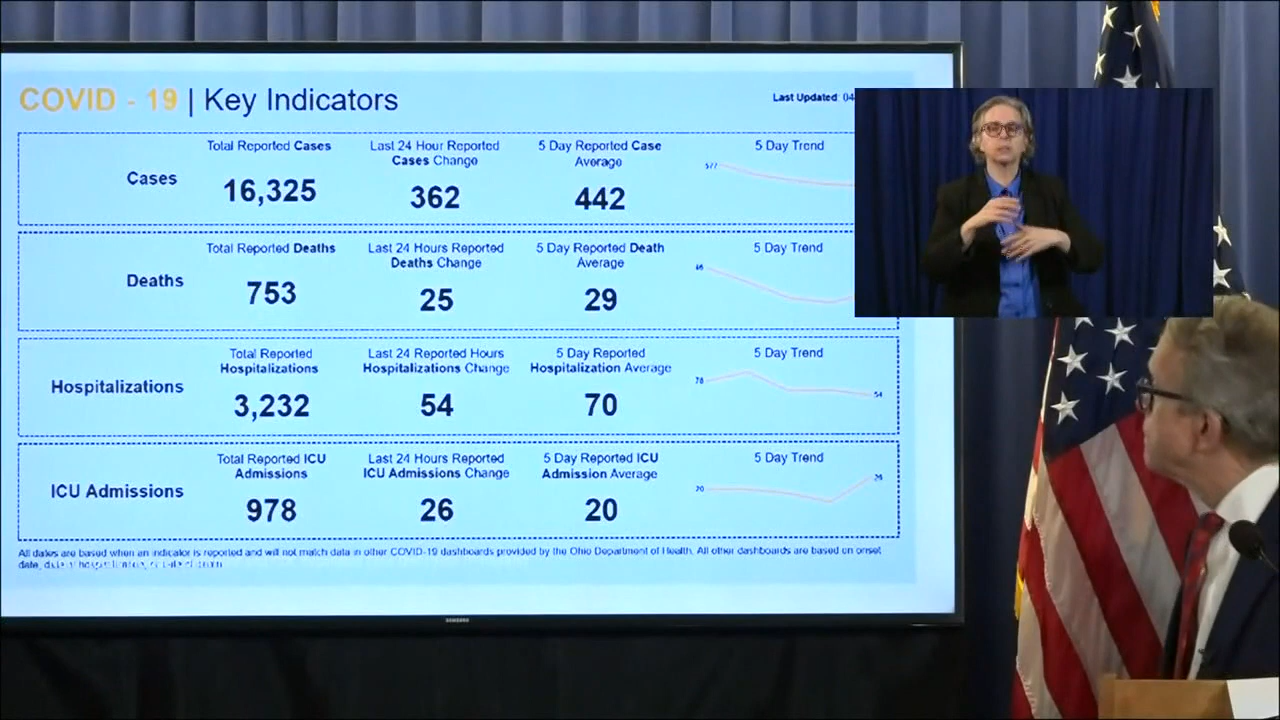 COVID - 19 | Key Indicators
Last Updated: 04
Cases
Total Reported Cases
16,325
Last 24 Hour Reported
Cases Change
362
5 Day Reported Case
Average
442
5 Day Trend
577
Deaths
Total Reported Deaths
753
Last 24 Hours Reported
Deaths Change
25
5 Day Reported Death
Average
29
5 Day Trend
Hospitalizations
Total Reported
Hospitalizations
3,232
Last 24 Reported Hours
Hospitalizations Change
54
5 Day Reported
Hospitalization Average
70
5 Day Trend
78
54
ICU Admissions
Total Reported ICU
Admissions
978
Last 24 Hours Reported
ICU Admissions Change
26
5 Day Reported ICU
Admission Average
20
5 Day Trend
20
26
All dates are based when an indicator is reported and will not match data in other COVID-19 dashboards provided by the Ohio Department of Health. All other dashboards are based on onset
date,
SAMSUNG